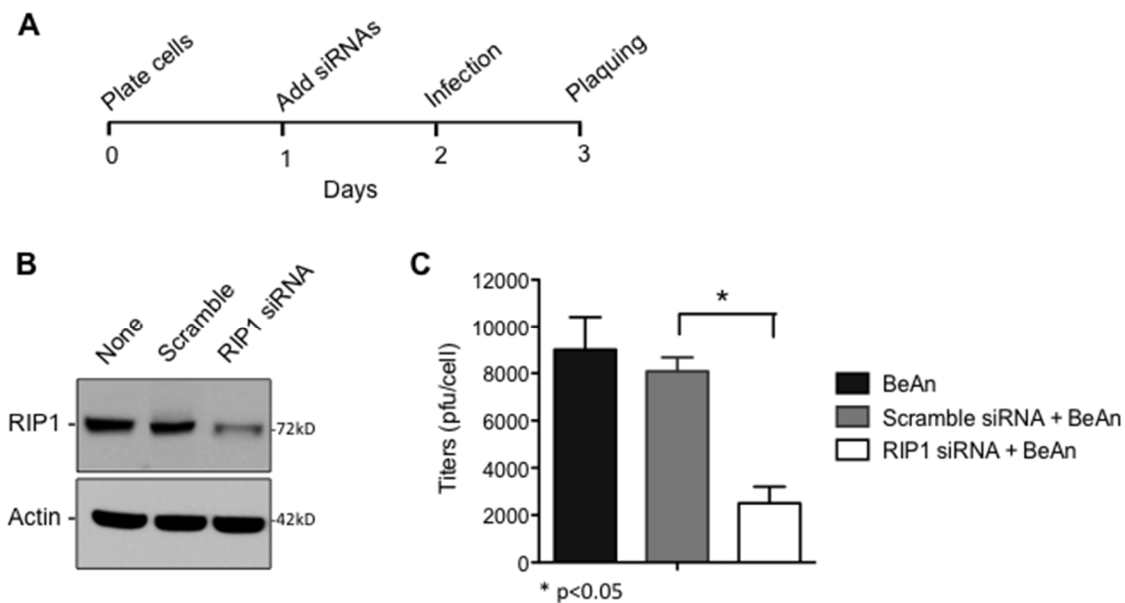 A
Plate cells
Add siRNAs
Infection
Plaquing
0
1
2
3
Days
B
None
Scramble
RIP1 siRNA
RIP1
-72kD
Actin
-42kD
C
Titers (pfu/cell)
12000
10000
8000
6000
4000
2000
0
*
* p<0.05
BeAn
Scramble siRNA + BeAn
RIP1 siRNA + BeAn